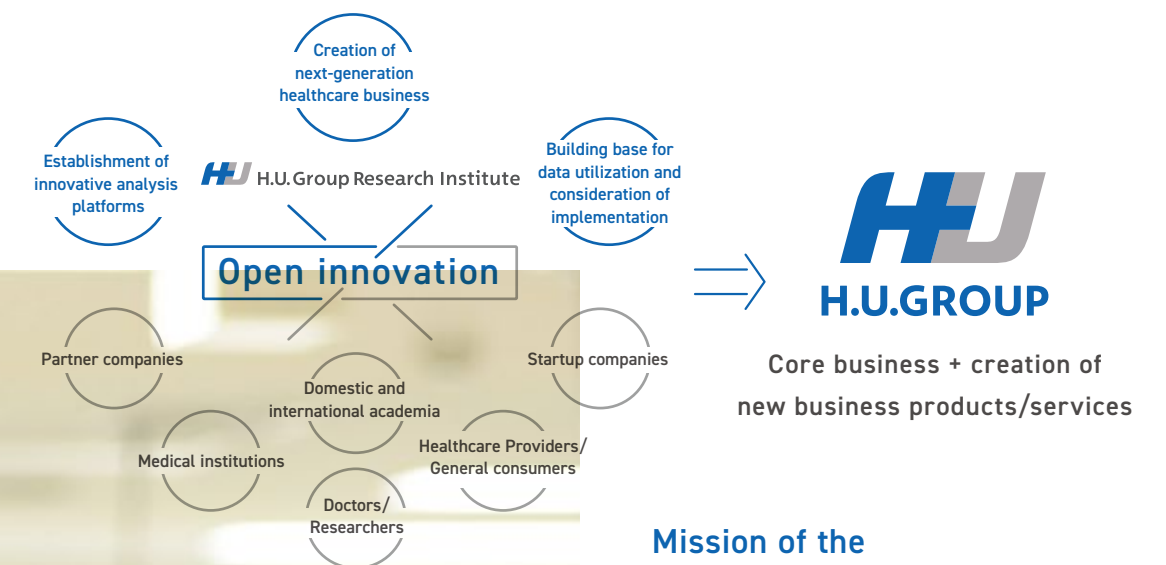 Creation of
next-generation
healthcare business
Establishment of
innovative analysis
platforms
HU H.U.Group Research Institute
Building base for
data utilization and
consideration of
implementation
Open innovation
Partner companies
Startup companies
Domestic and
international academia
Medical institutions
Healthcare Providers/
General consumers
Doctors/
Researchers
HU
H.U.GROUP
Core business + creation of
new business products/services
Mission of the